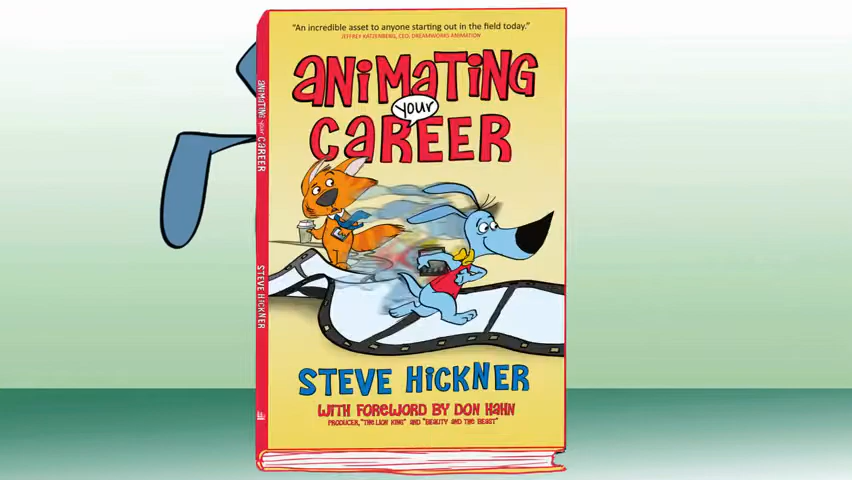 "An incredible asset to anyone starting out in the field today."
JEFFREY KATZENBERG, CEO, DREAMWORKS ANIMATION
ANiMATiNG
your
CAREER
STEVE HiCKNER
WiTH FOREWORD BY DON HAHN
PRODUCER, "THE LION KING" AND "BEAUTY AND THE BEAST"
ANiMATiNG your CAREER
STEVE HiCKNER